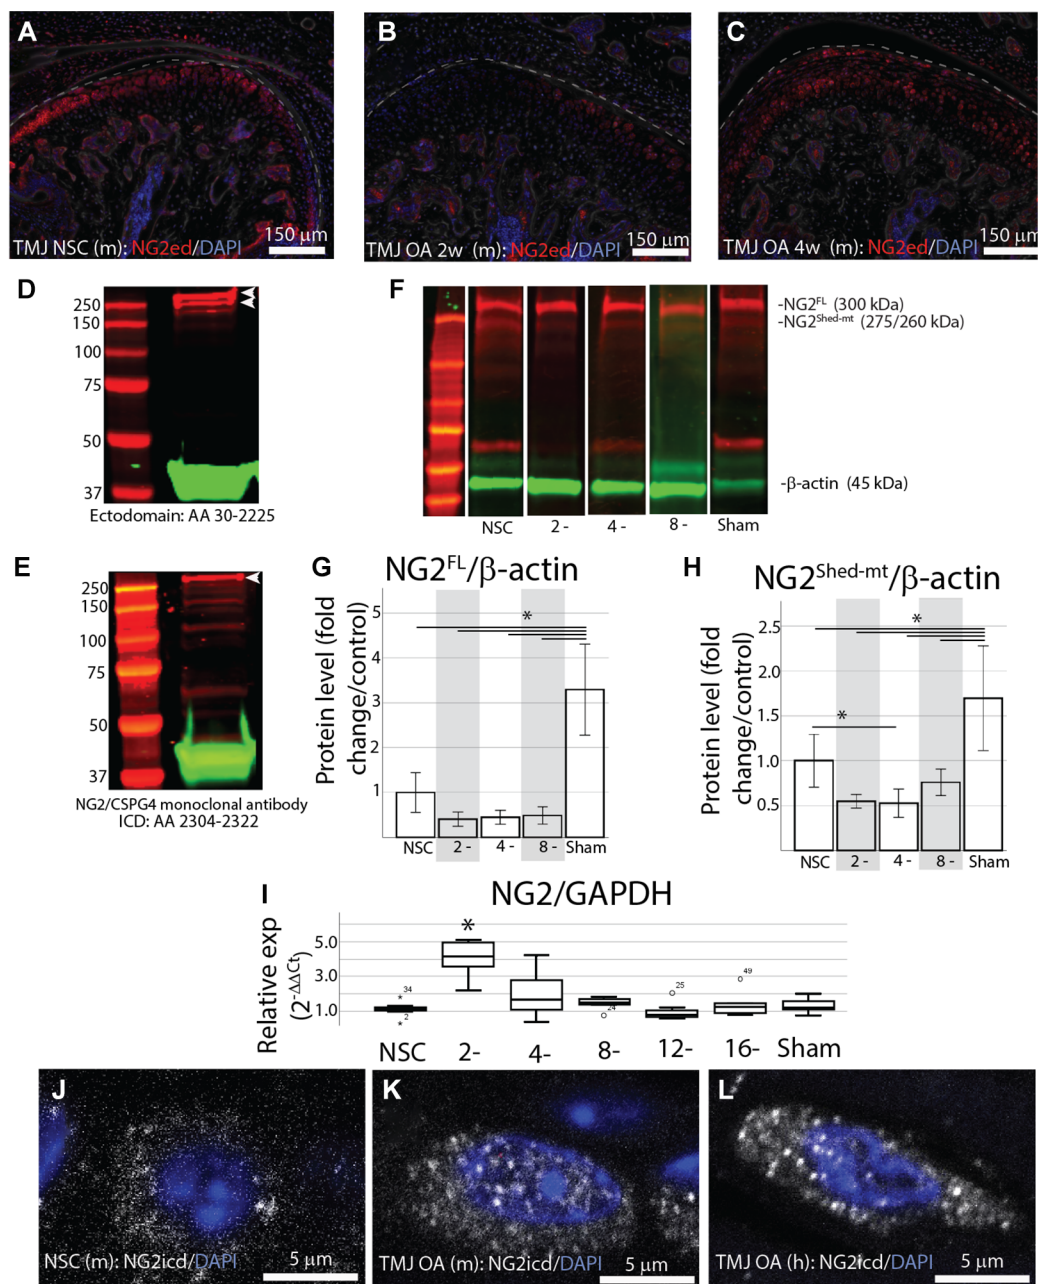 A
B
C
TMJ NSC (m): NG2ed/DAPI
150 µm
TMJ OA 2w (m): NG2ed/DAPI
150 µm
TMJ OA 4w (m): NG2ed/DAPI
150 µm
D
250
150
100
75
50
37
Ectodomain: AA 30-2225
F
-NG2FL (300 kDa)
-NG2Shed-mt (275/260 kDa)
-β-actin (45 kDa)
NSC
2 -
4 -
8 -
Sham
E
250
150
100
75
50
37
NG2/CSPG4 monoclonal antibody
ICD: AA 2304-2322
G
NG2FL/β-actin
Protein level (fold
change/control)
5
4
3
2
1
*
NSC
2 -
4 -
8 -
Sham
H
NG2Shed-mt/β-actin
Protein level (fold
change/control)
2.5
2.0
1.5
1.0
0.5
*
*
NSC
2 -
4 -
8 -
Sham
I
NG2/GAPDH
Relative exp
(2-ΔΔCt)
5.0
3.0
1.0
*
* 34
* 2
24
25
49
NSC
2-
4-
8-
12-
16-
Sham
J
NSC (m): NG2icd/DAPI
5 µm
K
TMJ OA (m): NG2icd/DAPI
5 µm
L
TMJ OA (h): NG2icd/DAPI
5 µm